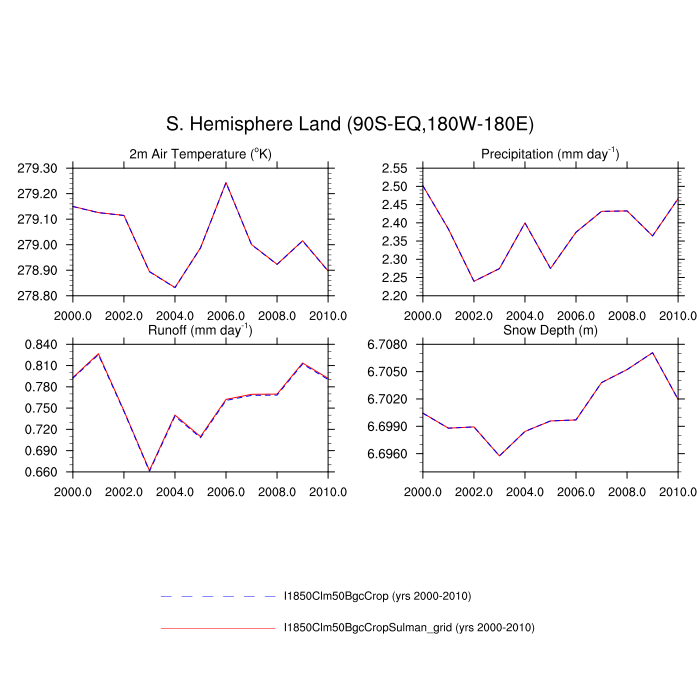 S. Hemisphere Land (90S-EQ,180W-180E)
2m Air Temperature (°K)
279.30
279.20
279.10
279.00
278.90
278.80
2000.0 2002.0 2004.0 2006.0 2008.0 2010.0
Precipitation (mm day⁻¹)
2.55
2.50
2.45
2.40
2.35
2.30
2.25
2.20
2000.0 2002.0 2004.0 2006.0 2008.0 2010.0
Runoff (mm day⁻¹)
0.840
0.810
0.780
0.750
0.720
0.690
0.660
2000.0 2002.0 2004.0 2006.0 2008.0 2010.0
Snow Depth (m)
6.7080
6.7050
6.7020
6.6990
6.6960
2000.0 2002.0 2004.0 2006.0 2008.0 2010.0
I1850Clm50BgcCrop (yrs 2000-2010)
I1850Clm50BgcCropSulman_grid (yrs 2000-2010)